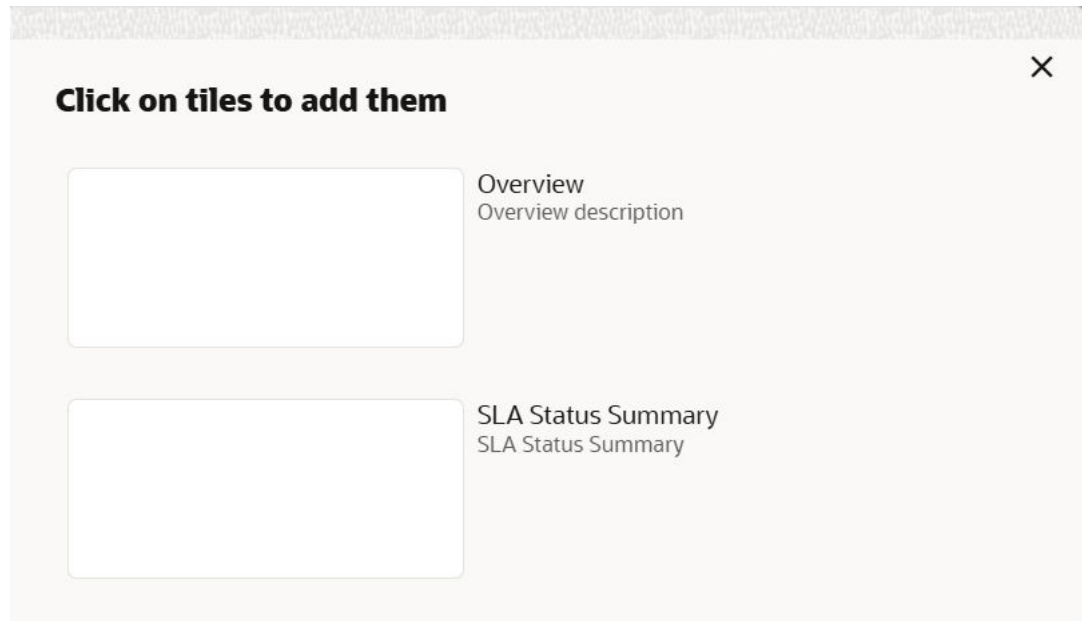 Click on tiles to add them
Overview
Overview description
SLA Status Summary
SLA Status Summary